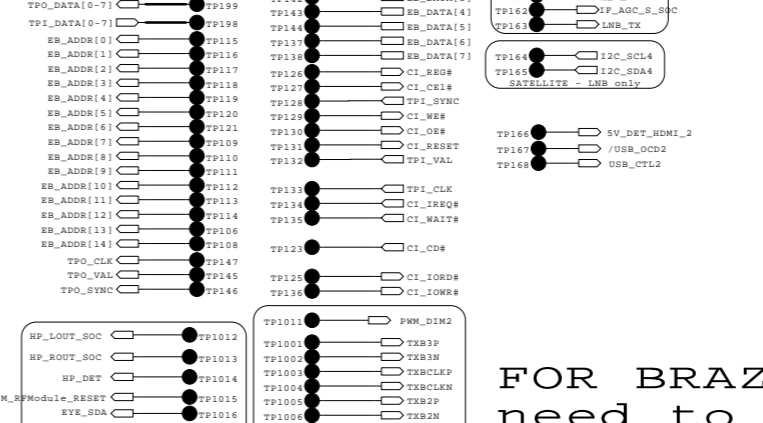 TPO_DATA[0-7] TP199
TPI_DATA[0-7] TP198
EB_ADDR[0] TP115
EB_ADDR[1] TP116
EB_ADDR[2] TP117
EB_ADDR[3] TP118
EB_ADDR[4] TP119
EB_ADDR[5] TP120
EB_ADDR[6] TP121
EB_ADDR[7] TP109
EB_ADDR[8] TP110
EB_ADDR[9] TP111
EB_ADDR[10] TP112
EB_ADDR[11] TP113
EB_ADDR[12] TP114
EB_ADDR[13] TP106
EB_ADDR[14] TP108
TPO_CLK TP147
TPO_VAL TP145
TPO_SYNC TP146
HP_LOUT_SOC TP1012
HP_ROUT_SOC TP1013
HP_DET TP1014
M_RFModule_RESET TP1015
EYE_SDA TP1016
TP143 EB_DATA[4]
TP144 EB_DATA[5]
TP137 EB_DATA[6]
TP138 EB_DATA[7]
TP126 CI_REG#
TP127 CI_CE1#
TP128 TPI_SYNC
TP129 CI_WE#
TP130 CI_OE#
TP131 CI_RESET
TP132 TPI_VAL
TP133 TPI_CLK
TP134 CI_IREQ#
TP135 CI_WAIT#
TP123 CI_CD#
TP125 CI_IORD#
TP136 CI_IOWR#
TP1011 PWM_DIM2
TP1001 TXB3P
TP1002 TXB3N
TP1003 TXBCLKP
TP1004 TXBCLKN
TP1005 TXB2P
TP1006 TXB2N
TP162 IF_AGC_S_SOC
TP163 LNB_TX
TP164 I2C_SCL4
TP165 I2C_SDA4
SATELLITE - LNB only
TP166 5V_DET_HDMI_2
TP167 /USB_OCD2
TP168 USB_CTL2
FOR BRAZ
need to